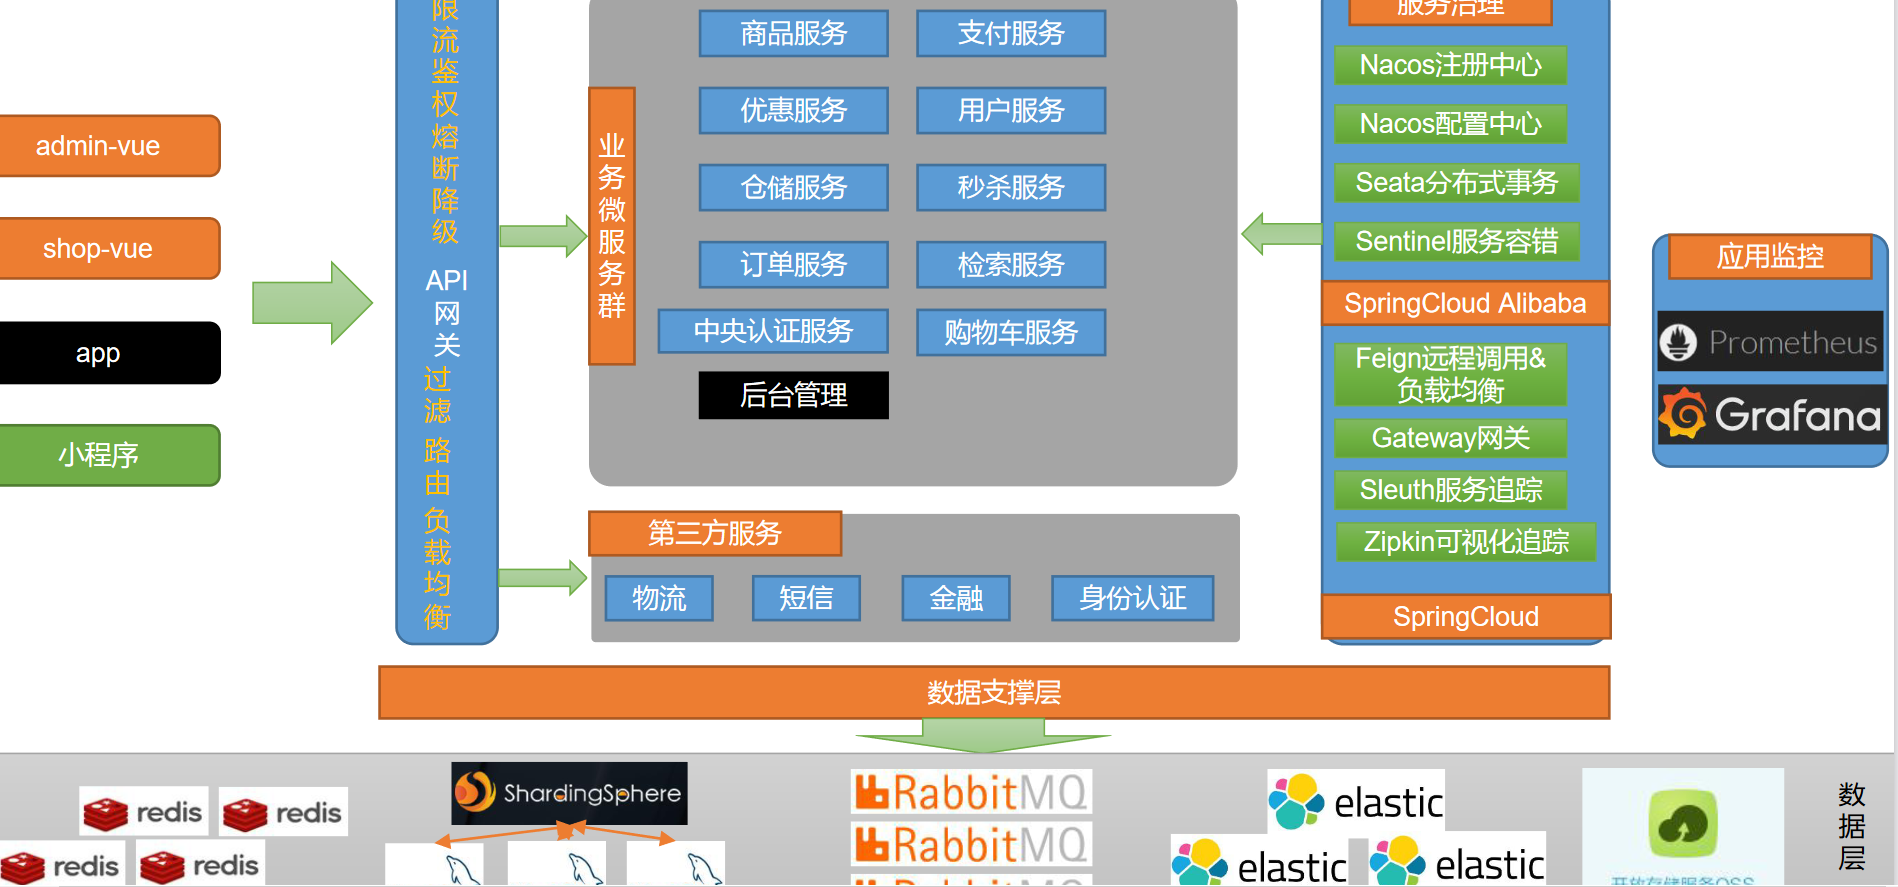 admin-vue
shop-vue
app
小程序
限流鉴权熔断降级
API
网关
过滤
路由
负载均衡
业务微服务群
商品服务
支付服务
优惠服务
用户服务
仓储服务
秒杀服务
订单服务
检索服务
中央认证服务
购物车服务
后台管理
第三方服务
物流
短信
金融
身份认证
服务治理
Nacos注册中心
Nacos配置中心
Seata分布式事务
Sentinel服务容错
SpringCloud Alibaba
Feign远程调用&
负载均衡
Gateway网关
Sleuth服务追踪
Zipkin可视化追踪
SpringCloud
应用监控
Prometheus
Grafana
数据支撑层
redis
redis
redis
redis
ShardingSphere
RabbitMQ
RabbitMQ
elastic
elastic
elastic
开放存储服务OSS
数据层